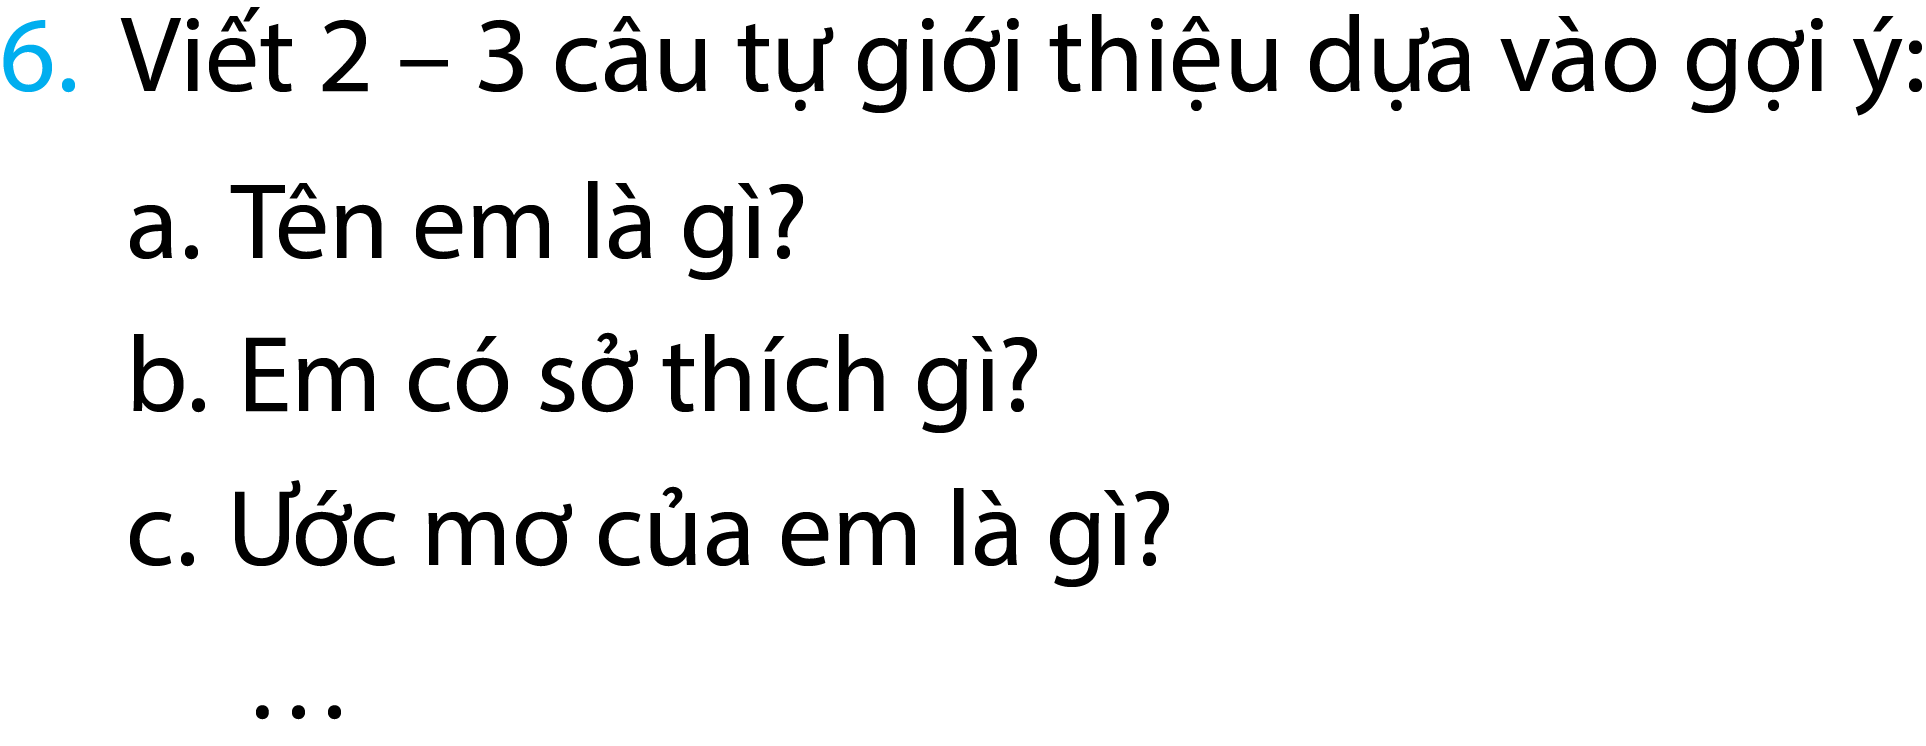 6. Viết 2 – 3 câu tự giới thiệu dựa vào gợi ý:
a. Tên em là gì?
b. Em có sở thích gì?
c. Ước mơ của em là gì?
...